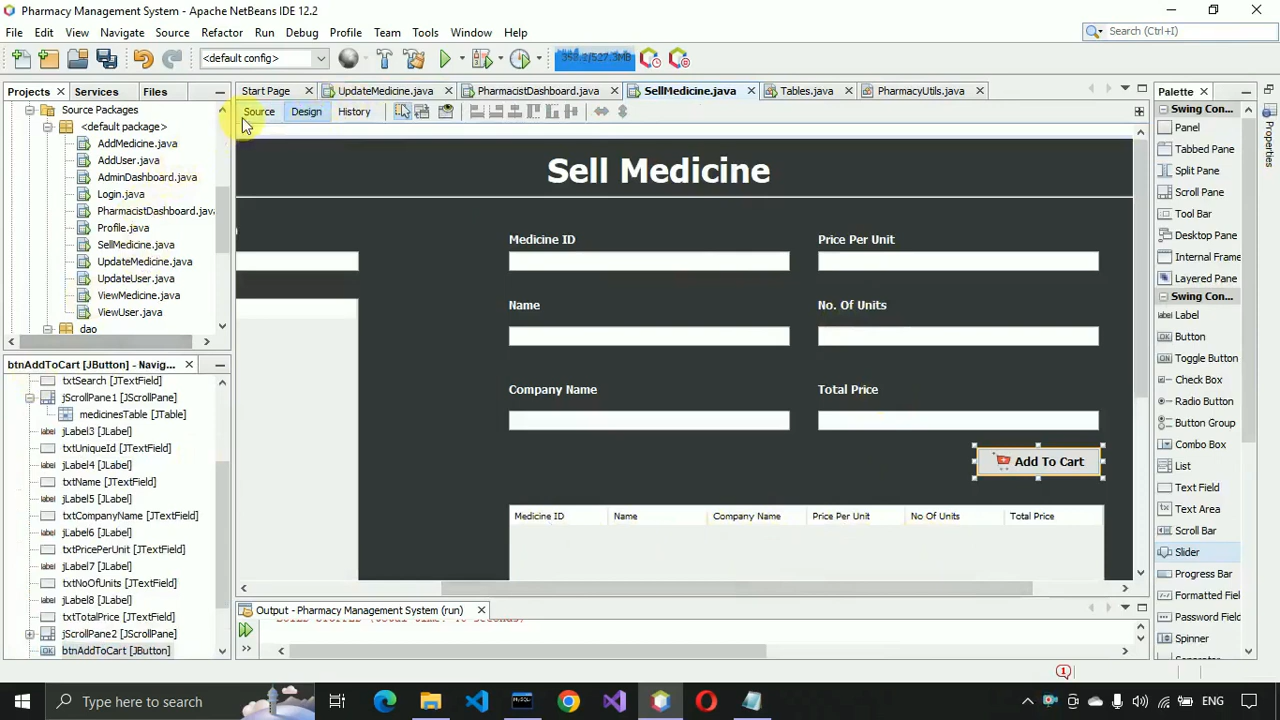 Pharmacy Management System - Apache NetBeans IDE 12.2
File Edit View Navigate Source Refactor Run Debug Profile Team Tools Window Help
Search (Ctrl+I)
<default config>
Projects Services Files
Start Page UpdateMedicine.java PharmacistDashboard.java SellMedicine.java Tables.java PharmacyUtils.java
Palette
Source Design History
Source Packages
<default package>
AddMedicine.java
AddUser.java
AdminDashboard.java
Login.java
PharmacistDashboard.java
Profile.java
SellMedicine.java
UpdateMedicine.java
UpdateUser.java
ViewMedicine.java
ViewUser.java
dao
btnAddToCart [JButton] - Navig...
txtSearch [JTextField]
jScrollPane1 [JScrollPane]
medicinesTable [JTable]
jLabel3 [JLabel]
txtUniqueId [JTextField]
jLabel4 [JLabel]
txtName [JTextField]
jLabel5 [JLabel]
txtCompanyName [JTextField]
jLabel6 [JLabel]
txtPricePerUnit [JTextField]
jLabel7 [JLabel]
txtNoOfUnits [JTextField]
jLabel8 [JLabel]
txtTotalPrice [JTextField]
jScrollPane2 [JScrollPane]
btnAddToCart [JButton]
Sell Medicine
Medicine ID Price Per Unit
Name No. Of Units
Company Name Total Price
Add To Cart
Medicine ID Name Company Name Price Per Unit No Of Units Total Price
Output - Pharmacy Management System (run)
Swing Con...
Panel
Tabbed Pane
Split Pane
Scroll Pane
Tool Bar
Desktop Pane
Internal Frame
Layered Pane
Swing Con...
Label
Button
Toggle Button
Check Box
Radio Button
Button Group
Combo Box
List
Text Field
Text Area
Scroll Bar
Slider
Progress Bar
Formatted Field
Password Field
Spinner
Properties
1
Type here to search
ENG